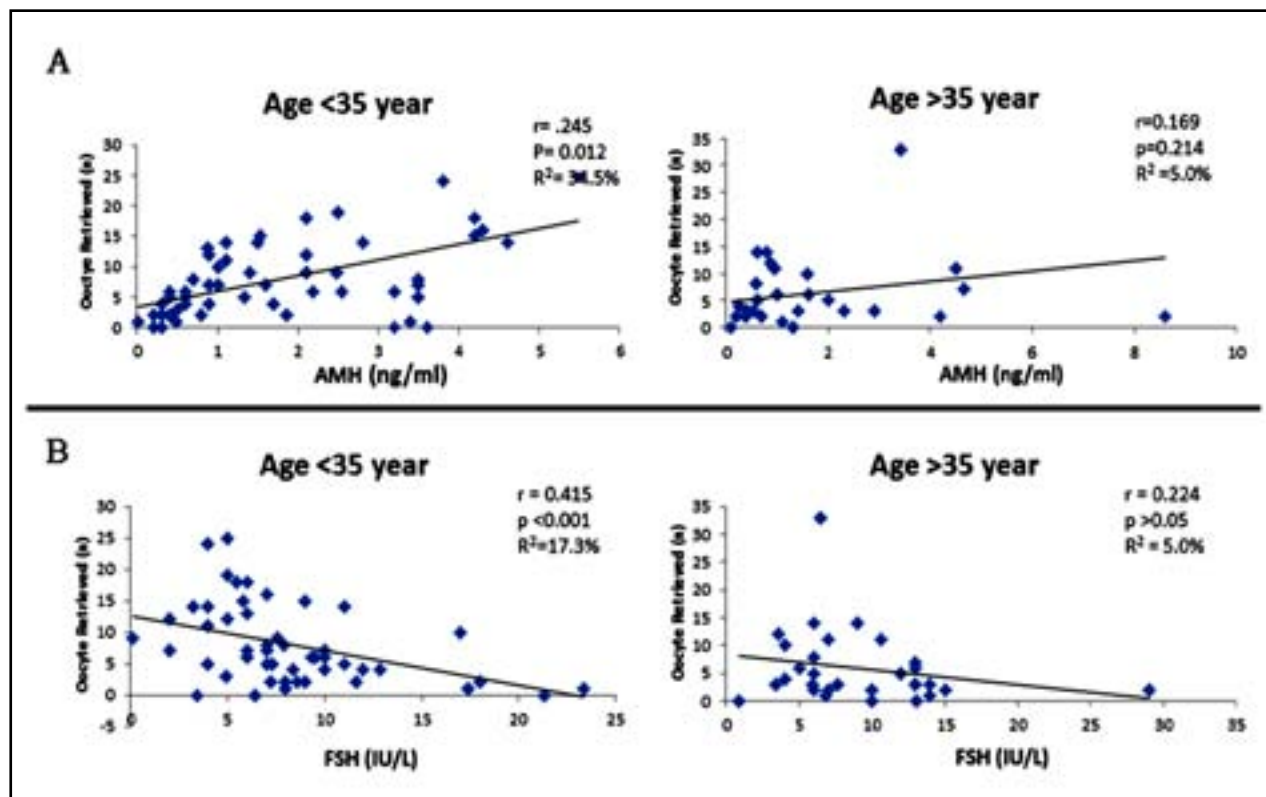 A
Age <35 year
r= .245
P= 0.012
R²= 34.5%
Ooctye Retrieved (n)
30
25
20
15
10
5
0
0 1 2 3 4 5 6
AMH (ng/ml)
Age >35 year
r=0.169
p=0.214
R² =5.0%
Oocyte Retrieved (n)
35
30
25
20
15
10
5
0
0 2 4 6 8 10
AMH (ng/ml)
B
Age <35 year
r = 0.415
p <0.001
R²=17.3%
Oocyte Retrieved (n)
30
25
20
15
10
5
0
-5
0 5 10 15 20 25
FSH (IU/L)
Age >35 year
r = 0.224
p >0.05
R² = 5.0%
Oocyte Retrieved (n)
35
30
25
20
15
10
5
0
0 5 10 15 20 25 30 35
FSH (IU/L)